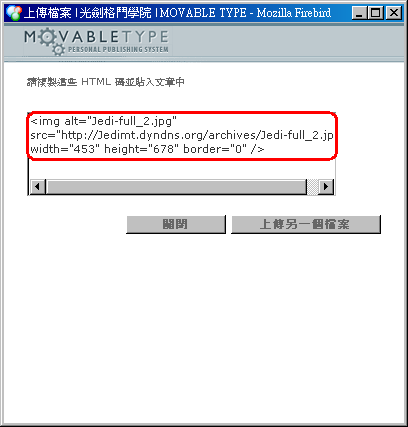 上傳檔案 | 光劍格鬥學院 | MOVABLE TYPE - Mozilla Firebird
MOVABLE TYPE
PERSONAL PUBLISHING SYSTEM
請複製這些 HTML 碼並貼入文章中
<img alt="Jedi-full_2.jpg"
src="http://Jedimt.dyndns.org/archives/Jedi-full_2.jp
width="453" height="678" border="0" />
關閉
上傳另一個檔案